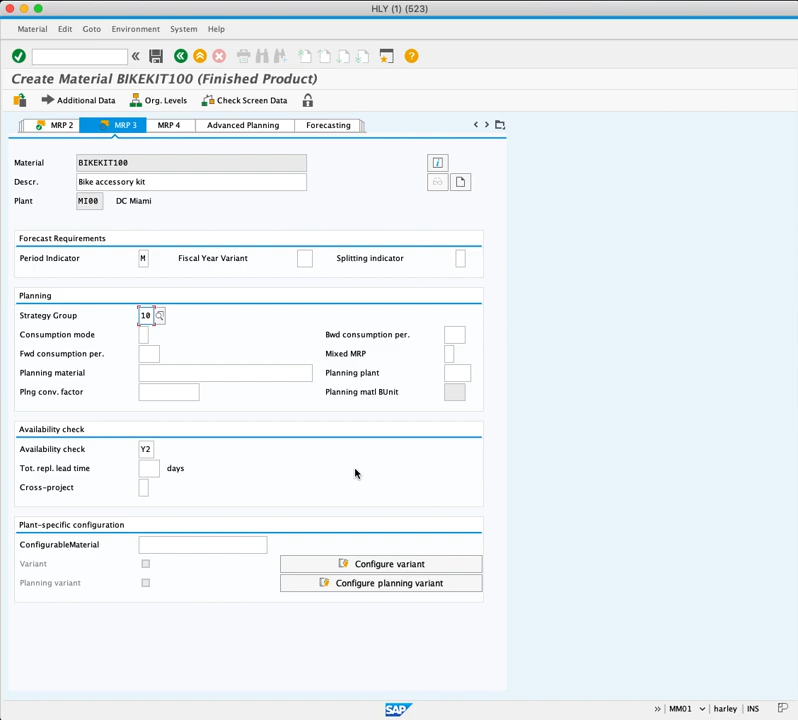 HLY (1) (523)
Material Edit Goto Environment System Help
Create Material BIKEKIT100 (Finished Product)
Additional Data Org. Levels Check Screen Data
MRP 2 MRP 3 MRP 4 Advanced Planning Forecasting
Material BIKEKIT100
Descr. Bike accessory kit
Plant MI00 DC Miami
Forecast Requirements
Period Indicator M Fiscal Year Variant Splitting indicator
Planning
Strategy Group 10
Consumption mode Bwd consumption per.
Fwd consumption per. Mixed MRP
Planning material Planning plant
Plng conv. factor Planning matl BUnit
Availability check
Availability check Y2
Tot. repl. lead time days
Cross-project
Plant-specific configuration
ConfigurableMaterial
Variant Configure variant
Planning variant Configure planning variant
SAP MM01 harley INS